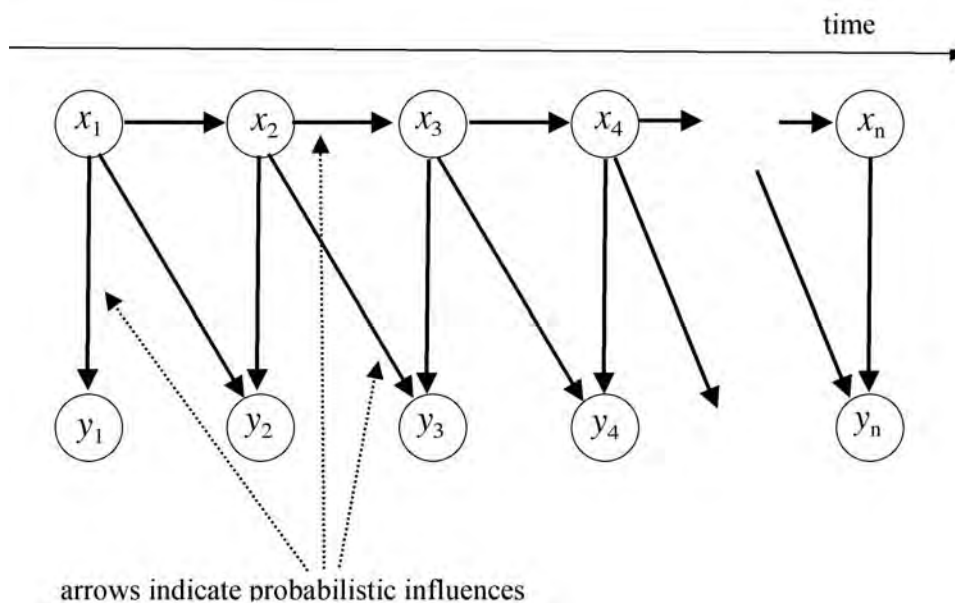 time
x₁ x₂ x₃ x₄ xₙ
y₁ y₂ y₃ y₄ yₙ
arrows indicate probabilistic influences